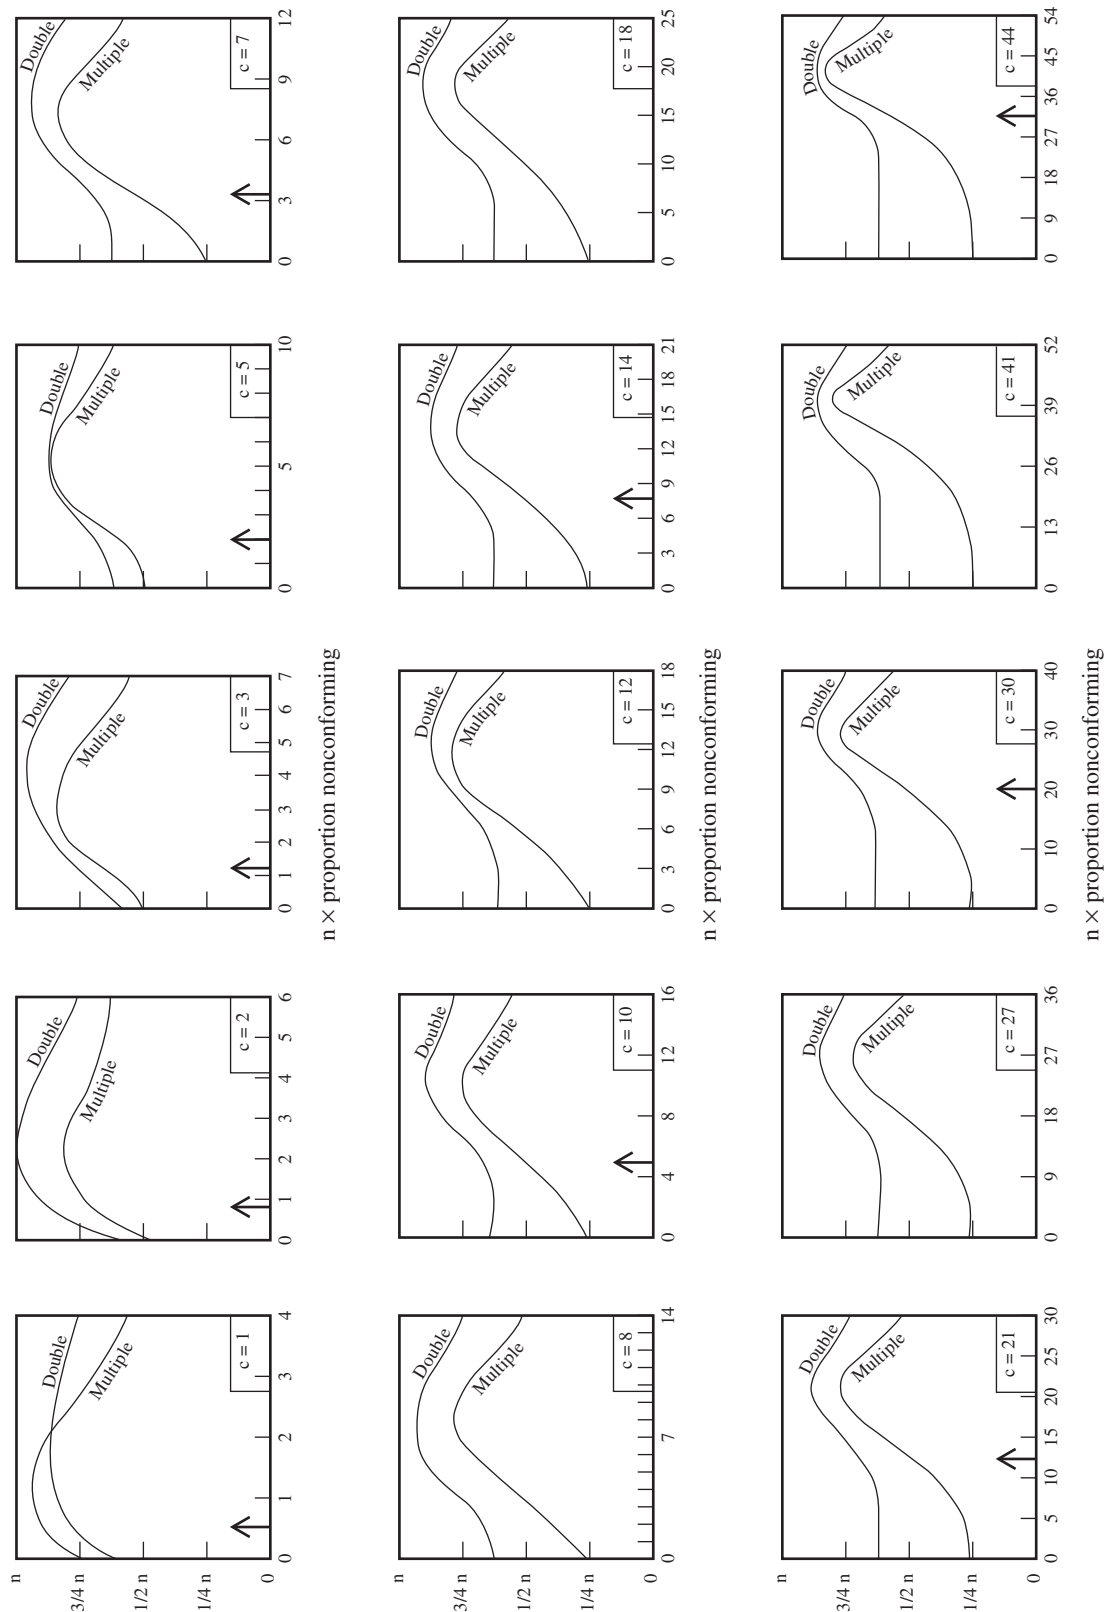 n
3/4 n
1/2 n
1/4 n
0
Double
Multiple
c = 1
0 1 2 3 4
Double
Multiple
c = 2
0 1 2 3 4 5 6
Double
Multiple
c = 3
0 1 2 3 4 5 6 7
Double
Multiple
c = 5
0 5 10
Double
Multiple
c = 7
0 3 6 9 12
n × proportion nonconforming
n
3/4 n
1/2 n
1/4 n
0
Double
Multiple
c = 8
0 7 14
Double
Multiple
c = 10
0 4 8 12 16
Double
Multiple
c = 12
0 3 6 9 12 15 18
Double
Multiple
c = 14
0 3 6 9 12 15 18 21
Double
Multiple
c = 18
0 5 10 15 20 25
n × proportion nonconforming
n
3/4 n
1/2 n
1/4 n
0
Double
Multiple
c = 21
0 5 10 15 20 25 30
Double
Multiple
c = 27
0 9 18 27 36
Double
Multiple
c = 30
0 10 20 30 40
Double
Multiple
c = 41
0 13 26 39 52
Double
Multiple
c = 44
0 9 18 27 36 45 54
n × proportion nonconforming